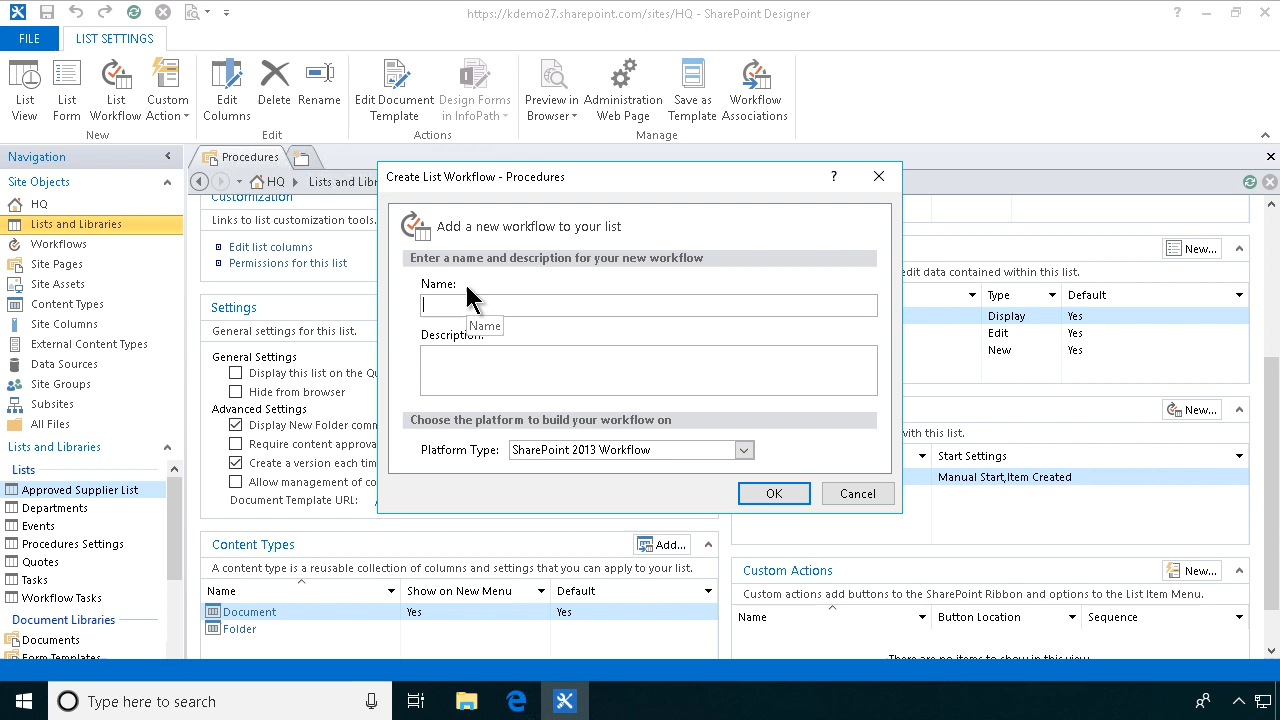 https://kdemo27.sharepoint.com/sites/HQ - SharePoint Designer
FILE
LIST SETTINGS
List View
List Form
List Workflow
Custom Action
Edit Columns
Delete
Rename
Edit Document Template
Design Forms in InfoPath
Preview in Browser
Administration Web Page
Save as Template
Workflow Associations
New
Edit
Actions
Manage
Navigation
Site Objects
HQ
Lists and Libraries
Workflows
Site Pages
Site Assets
Content Types
Site Columns
External Content Types
Data Sources
Site Groups
Subsites
All Files
Lists and Libraries
Lists
Approved Supplier List
Departments
Events
Procedures Settings
Quotes
Tasks
Workflow Tasks
Document Libraries
Documents
Form Templates
Procedures
HQ
Lists and Libr
Customization
Links to list customization tools.
Edit list columns
Permissions for this list
Settings
General settings for this list.
General Settings
Display this list on the Qu
Hide from browser
Advanced Settings
Display New Folder comm
Require content approva
Create a version each tim
Allow management of co
Document Template URL:
Content Types
Add...
A content type is a reusable collection of columns and settings that you can apply to your list.
Name
Show on New Menu
Default
Document
Yes
Yes
Folder
Create List Workflow - Procedures
?
Add a new workflow to your list
Enter a name and description for your new workflow
Name:
Name
Description:
Choose the platform to build your workflow on
Platform Type:
SharePoint 2013 Workflow
OK
Cancel
New...
edit data contained within this list.
Type
Default
Display
Yes
Edit
Yes
New
Yes
New...
with this list.
Start Settings
Manual Start,Item Created
Custom Actions
New...
Custom actions add buttons to the SharePoint Ribbon and options to the List Item Menu.
Name
Button Location
Sequence
There are no items to show in this view.
Type here to search